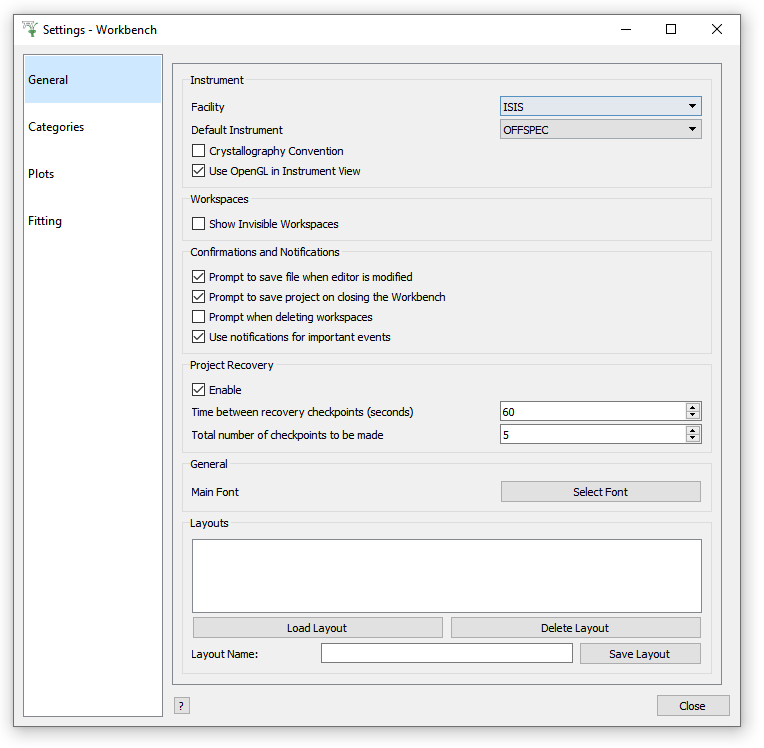 Settings - Workbench
General
Categories
Plots
Fitting
Instrument
Facility ISIS
Default Instrument OFFSPEC
Crystallography Convention
Use OpenGL in Instrument View
Workspaces
Show Invisible Workspaces
Confirmations and Notifications
Prompt to save file when editor is modified
Prompt to save project on closing the Workbench
Prompt when deleting workspaces
Use notifications for important events
Project Recovery
Enable
Time between recovery checkpoints (seconds) 60
Total number of checkpoints to be made 5
General
Main Font Select Font
Layouts
Load Layout Delete Layout
Layout Name: Save Layout
? Close